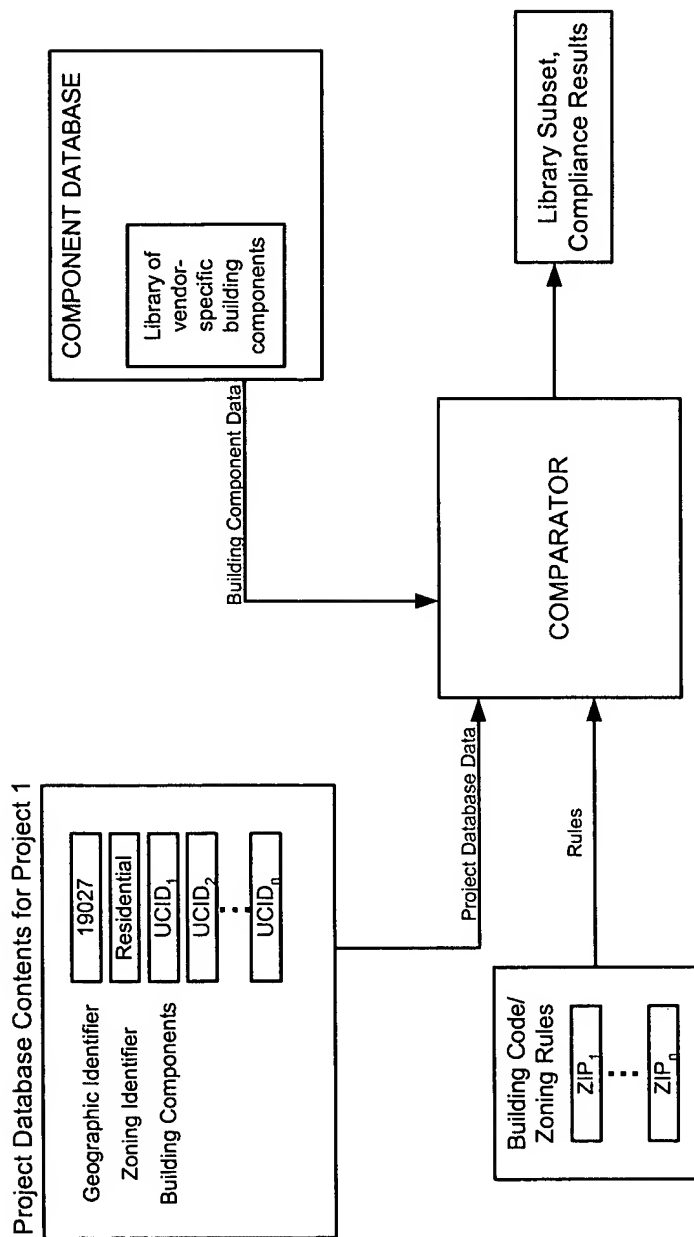 Project Database Contents for Project 1
Geographic Identifier
19027
Zoning Identifier
Residential
Building Components
UCID1
UCID2
UCIDn
COMPONENT DATABASE
Library of
vendor-
specific
building
components
Project Database Data
Building Component Data
Building Code/
Zoning Rules
ZIP1
ZIPn
Rules
COMPARATOR
Library Subset,
Compliance Results